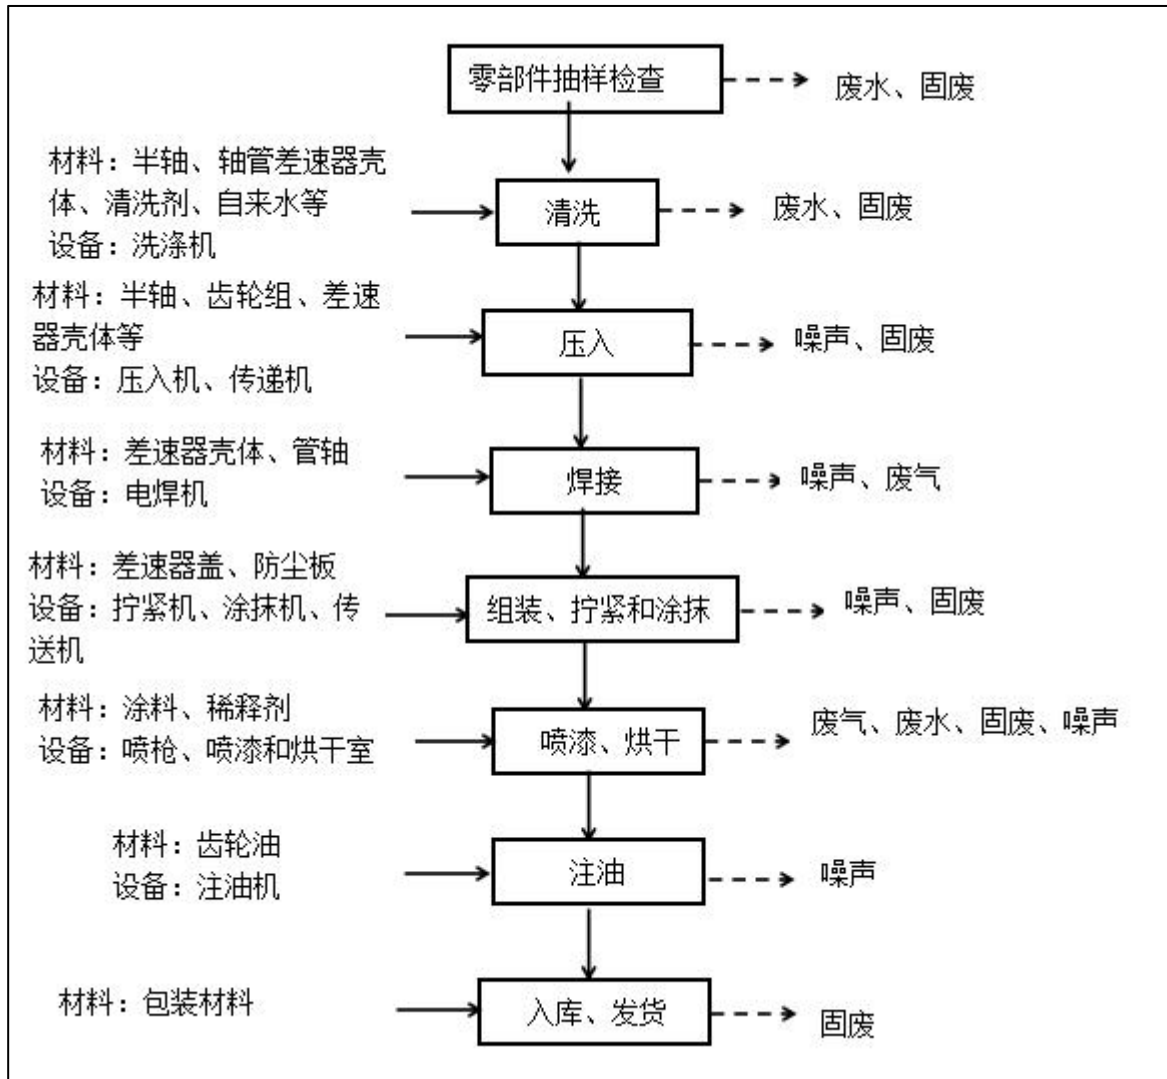 零部件抽样检查
废水、固废
材料：半轴、轴管差速器壳
体、清洗剂、自来水等
设备：洗涤机
清洗
废水、固废
材料：半轴、齿轮组、差速
器壳体等
设备：压入机、传递机
压入
噪声、固废
材料：差速器壳体、管轴
设备：电焊机
焊接
噪声、废气
材料：差速器盖、防尘板
设备：拧紧机、涂抹机、传
送机
组装、拧紧和涂抹
噪声、固废
材料：涂料、稀释剂
设备：喷枪、喷漆和烘干室
喷漆、烘干
废气、废水、固废、噪声
材料：齿轮油
设备：注油机
注油
噪声
材料：包装材料
入库、发货
固废